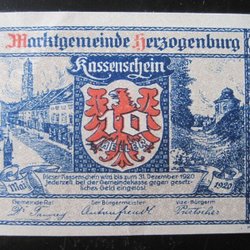 Marktgemeinde Herzogenburg
Kassenschein
10
Mai
1920
Dieser Kassenschein wird bis zum 31. Dezember 1920
jederzeit bei der Gemeindekasse gegen gesetz-
liches Geld eingelöst.
Gemeinde-Rat:
Der Bürgermeister:
Vize-Bürgerm.